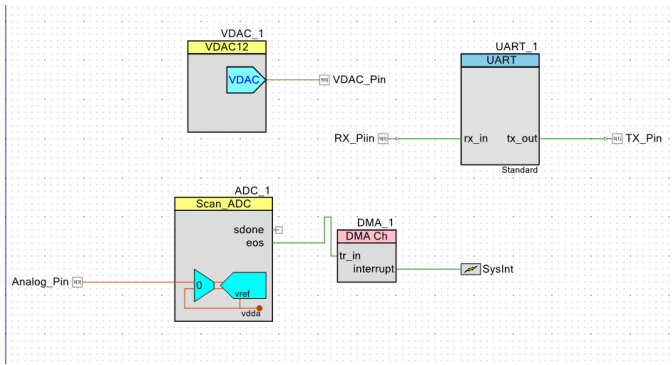 VDAC_1
VDAC12
VDAC
VDAC_Pin
UART_1
UART
RX_Piin
rx_in tx_out
TX_Pin
Standard
ADC_1
Scan_ADC
sdone
eos
Analog_Pin
0
vref
vdda
DMA_1
DMA Ch
tr_in
interrupt
SysInt